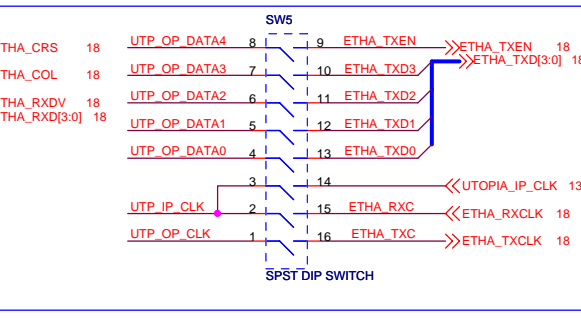 SW5
THA_CRS 18 UTP_OP_DATA4 8 9 ETHA_TXEN ETHA_TXEN 18
ETHA_TXD[3:0] 18
THA_COL 18 UTP_OP_DATA3 7 10 ETHA_TXD3
THA_RXDV 18 UTP_OP_DATA2 6 11 ETHA_TXD2
THA_RXD[3:0] 18
UTP_OP_DATA1 5 12 ETHA_TXD1
UTP_OP_DATA0 4 13 ETHA_TXD0
3 14 UTOPIA_IP_CLK 13
UTP_IP_CLK 2 15 ETHA_RXC ETHA_RXCLK 18
UTP_OP_CLK 1 16 ETHA_TXC ETHA_TXCLK 18
SPST DIP SWITCH